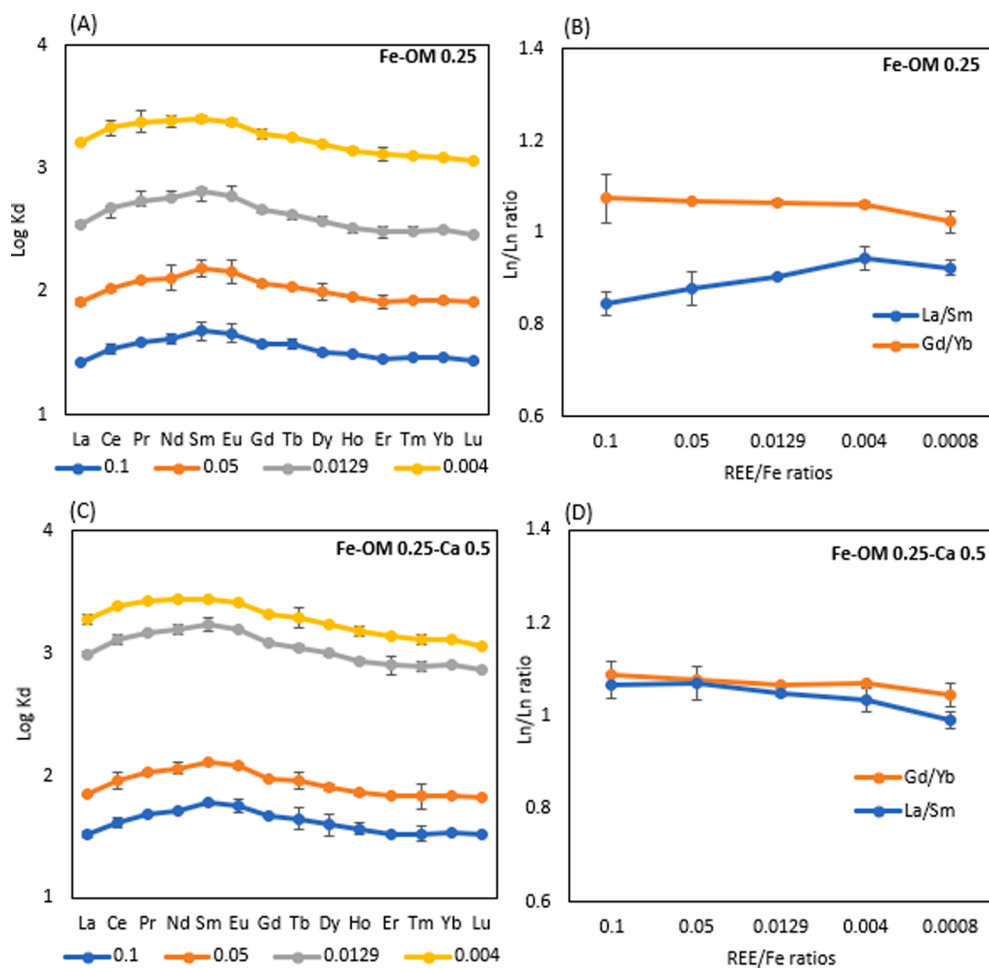 (A)
Fe-OM 0.25
4
3
2
1
Log Kd
La Ce Pr Nd Sm Eu Gd Tb Dy Ho Er Tm Yb Lu
0.1 0.05 0.0129 0.004
(B)
Fe-OM 0.25
1.4
1.2
1
0.8
0.6
Ln/Ln ratio
La/Sm
Gd/Yb
0.1 0.05 0.0129 0.004 0.0008
REE/Fe ratios
(C)
Fe-OM 0.25-Ca 0.5
4
3
2
1
Log Kd
La Ce Pr Nd Sm Eu Gd Tb Dy Ho Er Tm Yb Lu
0.1 0.05 0.0129 0.004
(D)
Fe-OM 0.25-Ca 0.5
1.4
1.2
1
0.8
0.6
Ln/Ln ratio
Gd/Yb
La/Sm
0.1 0.05 0.0129 0.004 0.0008
REE/Fe ratios